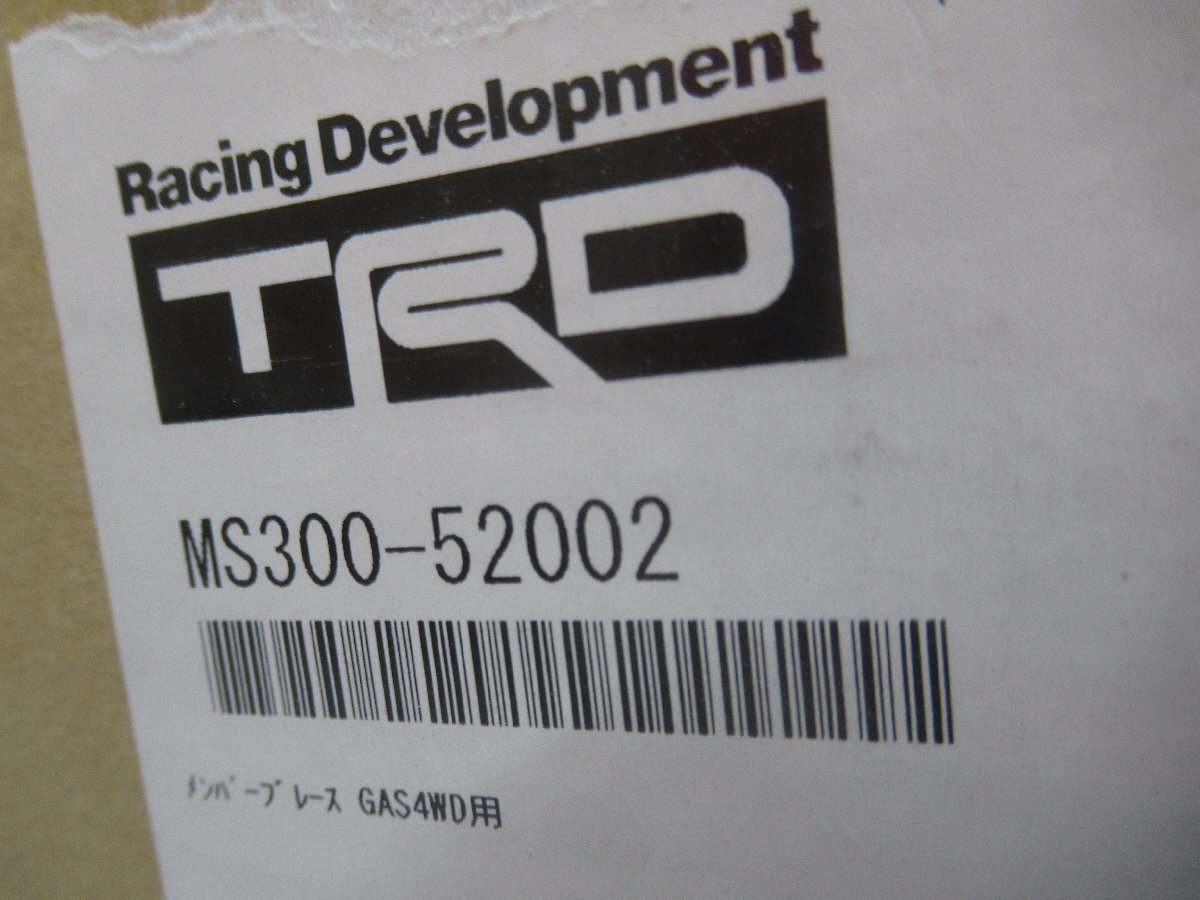 Racing Development
TRD
MS300-52002
ﾒﾝﾊﾞｰﾌﾞﾚｰｽ GAS4WD用